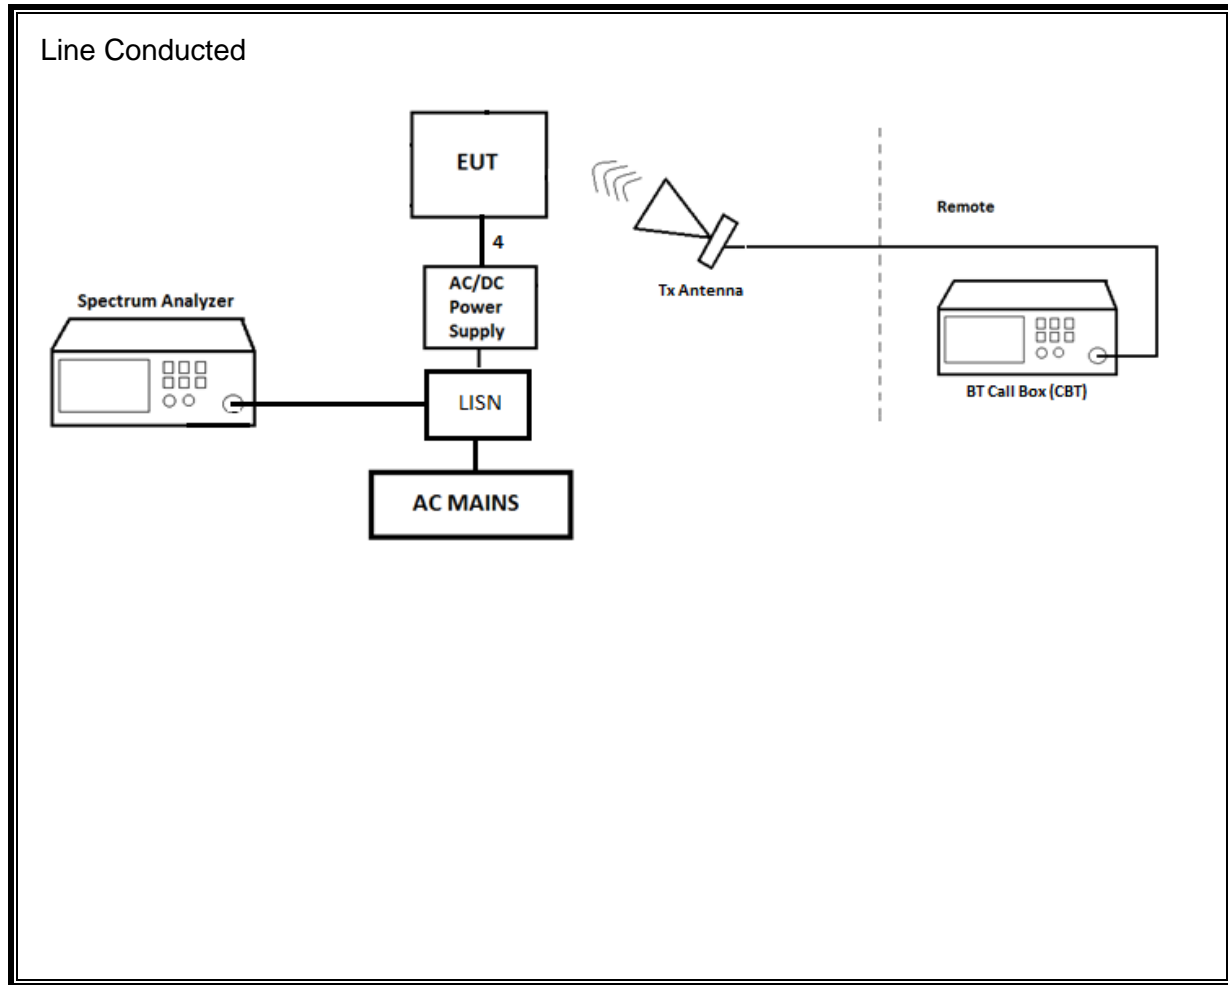 Line Conducted
EUT
4
AC/DC
Power
Supply
Spectrum Analyzer
LISN
AC MAINS
Tx Antenna
Remote
BT Call Box (CBT)